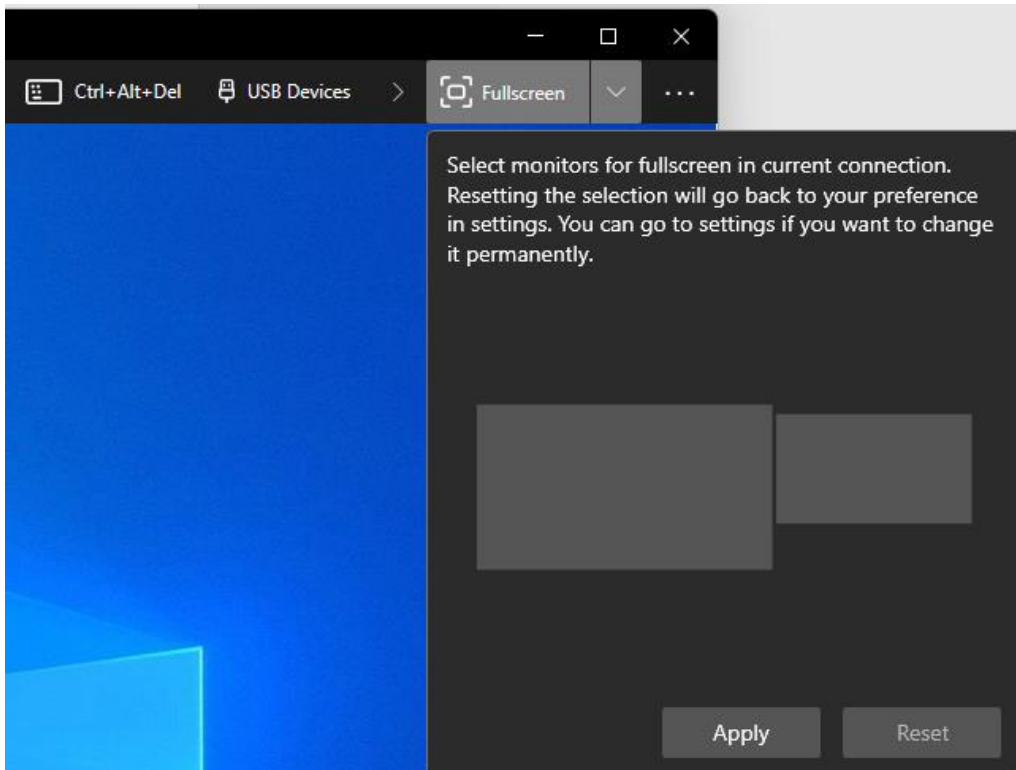 Ctrl+Alt+Del USB Devices Fullscreen
Select monitors for fullscreen in current connection.
Resetting the selection will go back to your preference
in settings. You can go to settings if you want to change
it permanently.
Apply Reset